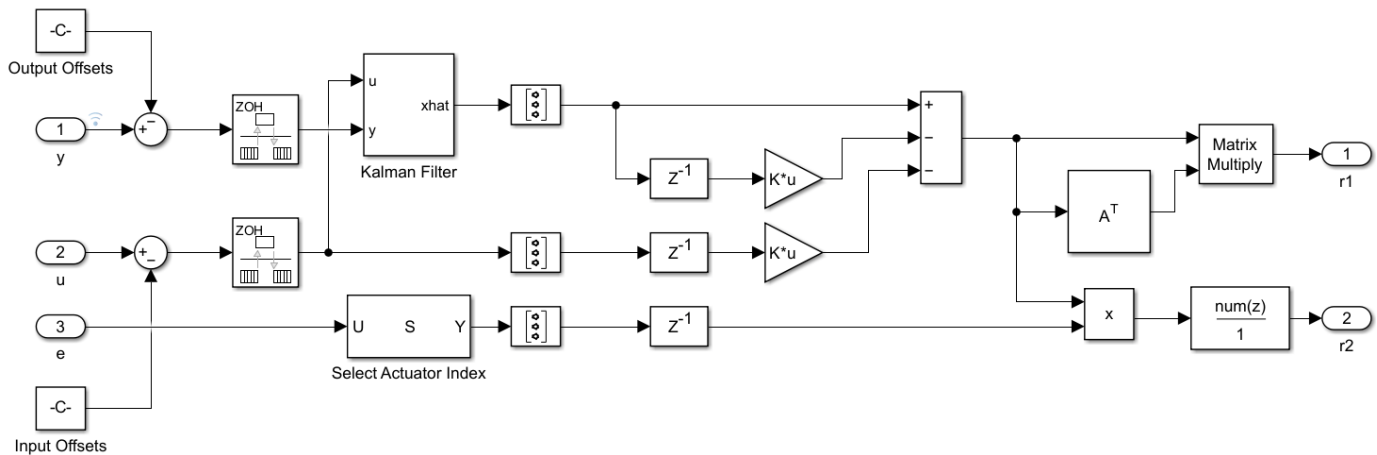 -C-
Output Offsets
1
y
+
−
ZOH
u
y
xhat
Kalman Filter
Z-1
K*u
+
−
−
Matrix
Multiply
1
r1
AT
2
u
+
−
ZOH
Z-1
K*u
3
e
U S Y
Select Actuator Index
Z-1
x
num(z)
1
2
r2
-C-
Input Offsets